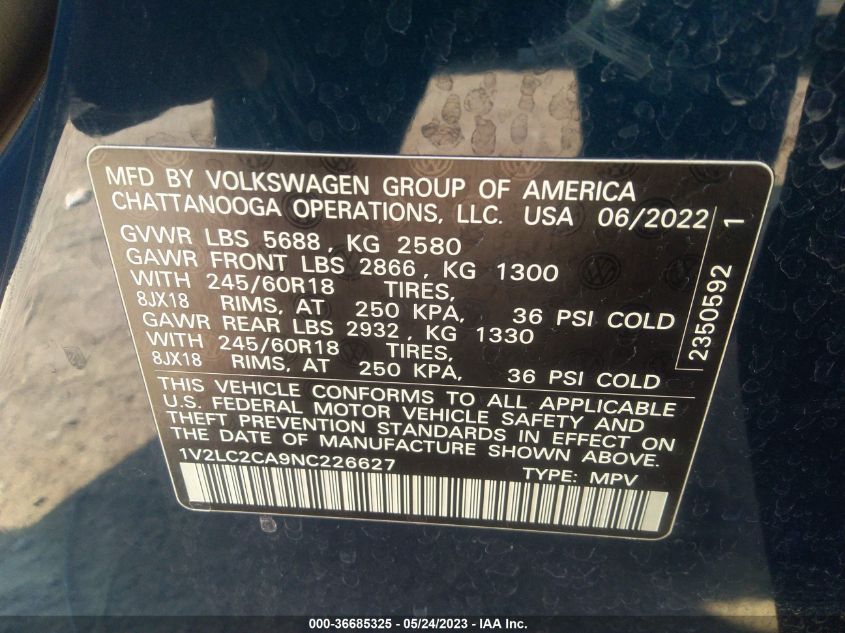 MFD BY VOLKSWAGEN GROUP OF AMERICA
CHATTANOOGA OPERATIONS, LLC. USA 06/2022
GVWR LBS 5688, KG 2580
GAWR FRONT LBS 2866, KG 1300
WITH 245/60R18 TIRES,
8JX18 RIMS, AT 250 KPA, 36 PSI COLD
GAWR REAR LBS 2932, KG 1330
WITH 245/60R18 TIRES,
8JX18 RIMS, AT 250 KPA, 36 PSI COLD
2350592 1
THIS VEHICLE CONFORMS TO ALL APPLICABLE
U.S. FEDERAL MOTOR VEHICLE SAFETY AND
THEFT PREVENTION STANDARDS IN EFFECT ON
THE DATE OF MANUFACTURE SHOWN ABOVE.
1V2LC2CA9NC226627 TYPE: MPV
000-36685325 - 05/24/2023 - IAA Inc.